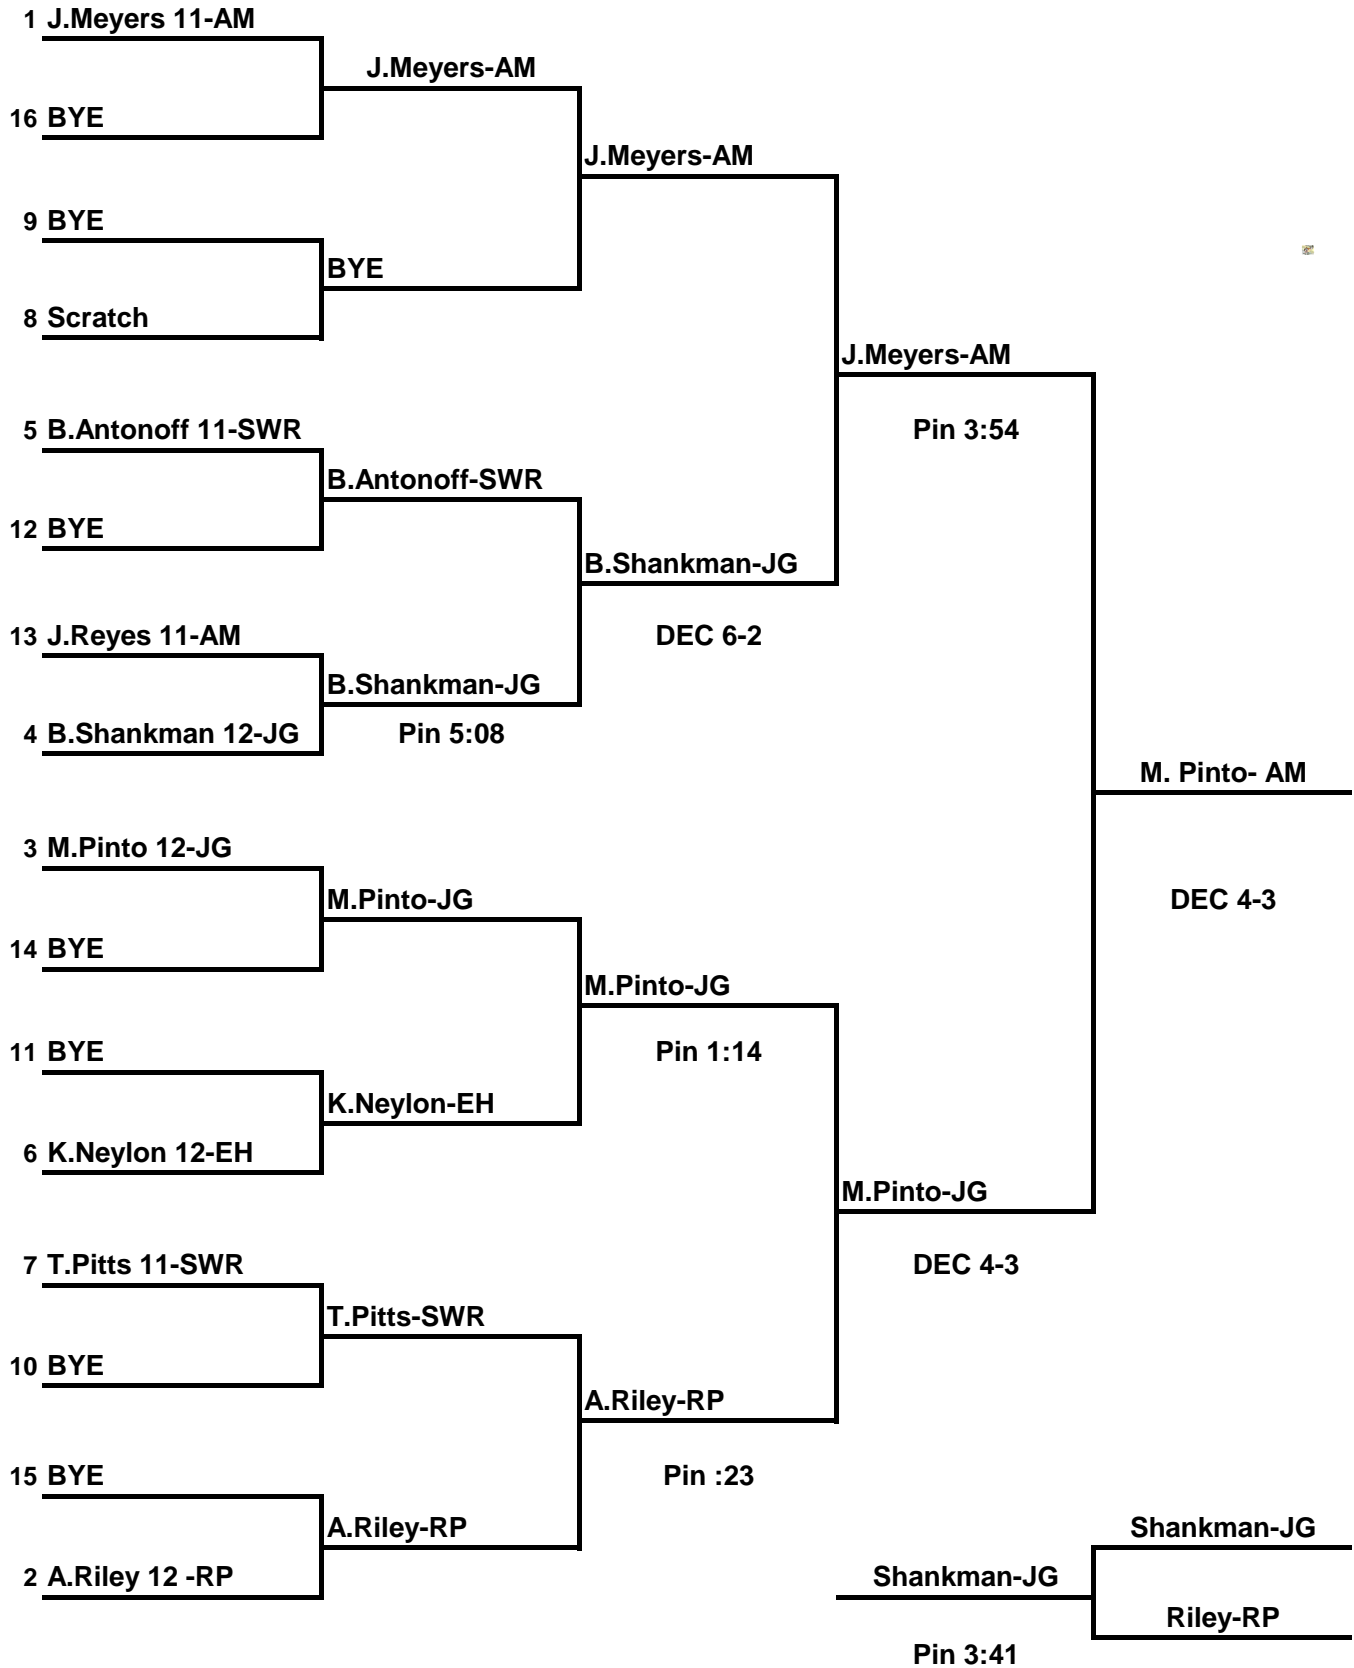 1 J.Meyers 11-AM
J.Meyers-AM
16 BYE
J.Meyers-AM
9 BYE
BYE
8 Scratch
J.Meyers-AM
5 B.Antonoff 11-SWR
Pin 3:54
B.Antonoff-SWR
12 BYE
B.Shankman-JG
13 J.Reyes 11-AM
DEC 6-2
B.Shankman-JG
4 B.Shankman 12-JG
Pin 5:08
M. Pinto- AM
3 M.Pinto 12-JG
M.Pinto-JG
DEC 4-3
14 BYE
M.Pinto-JG
11 BYE
Pin 1:14
K.Neylon-EH
6 K.Neylon 12-EH
M.Pinto-JG
7 T.Pitts 11-SWR
DEC 4-3
T.Pitts-SWR
10 BYE
A.Riley-RP
15 BYE
Pin :23
A.Riley-RP
Shankman-JG
2 A.Riley 12 -RP
Shankman-JG
Riley-RP
Pin 3:41